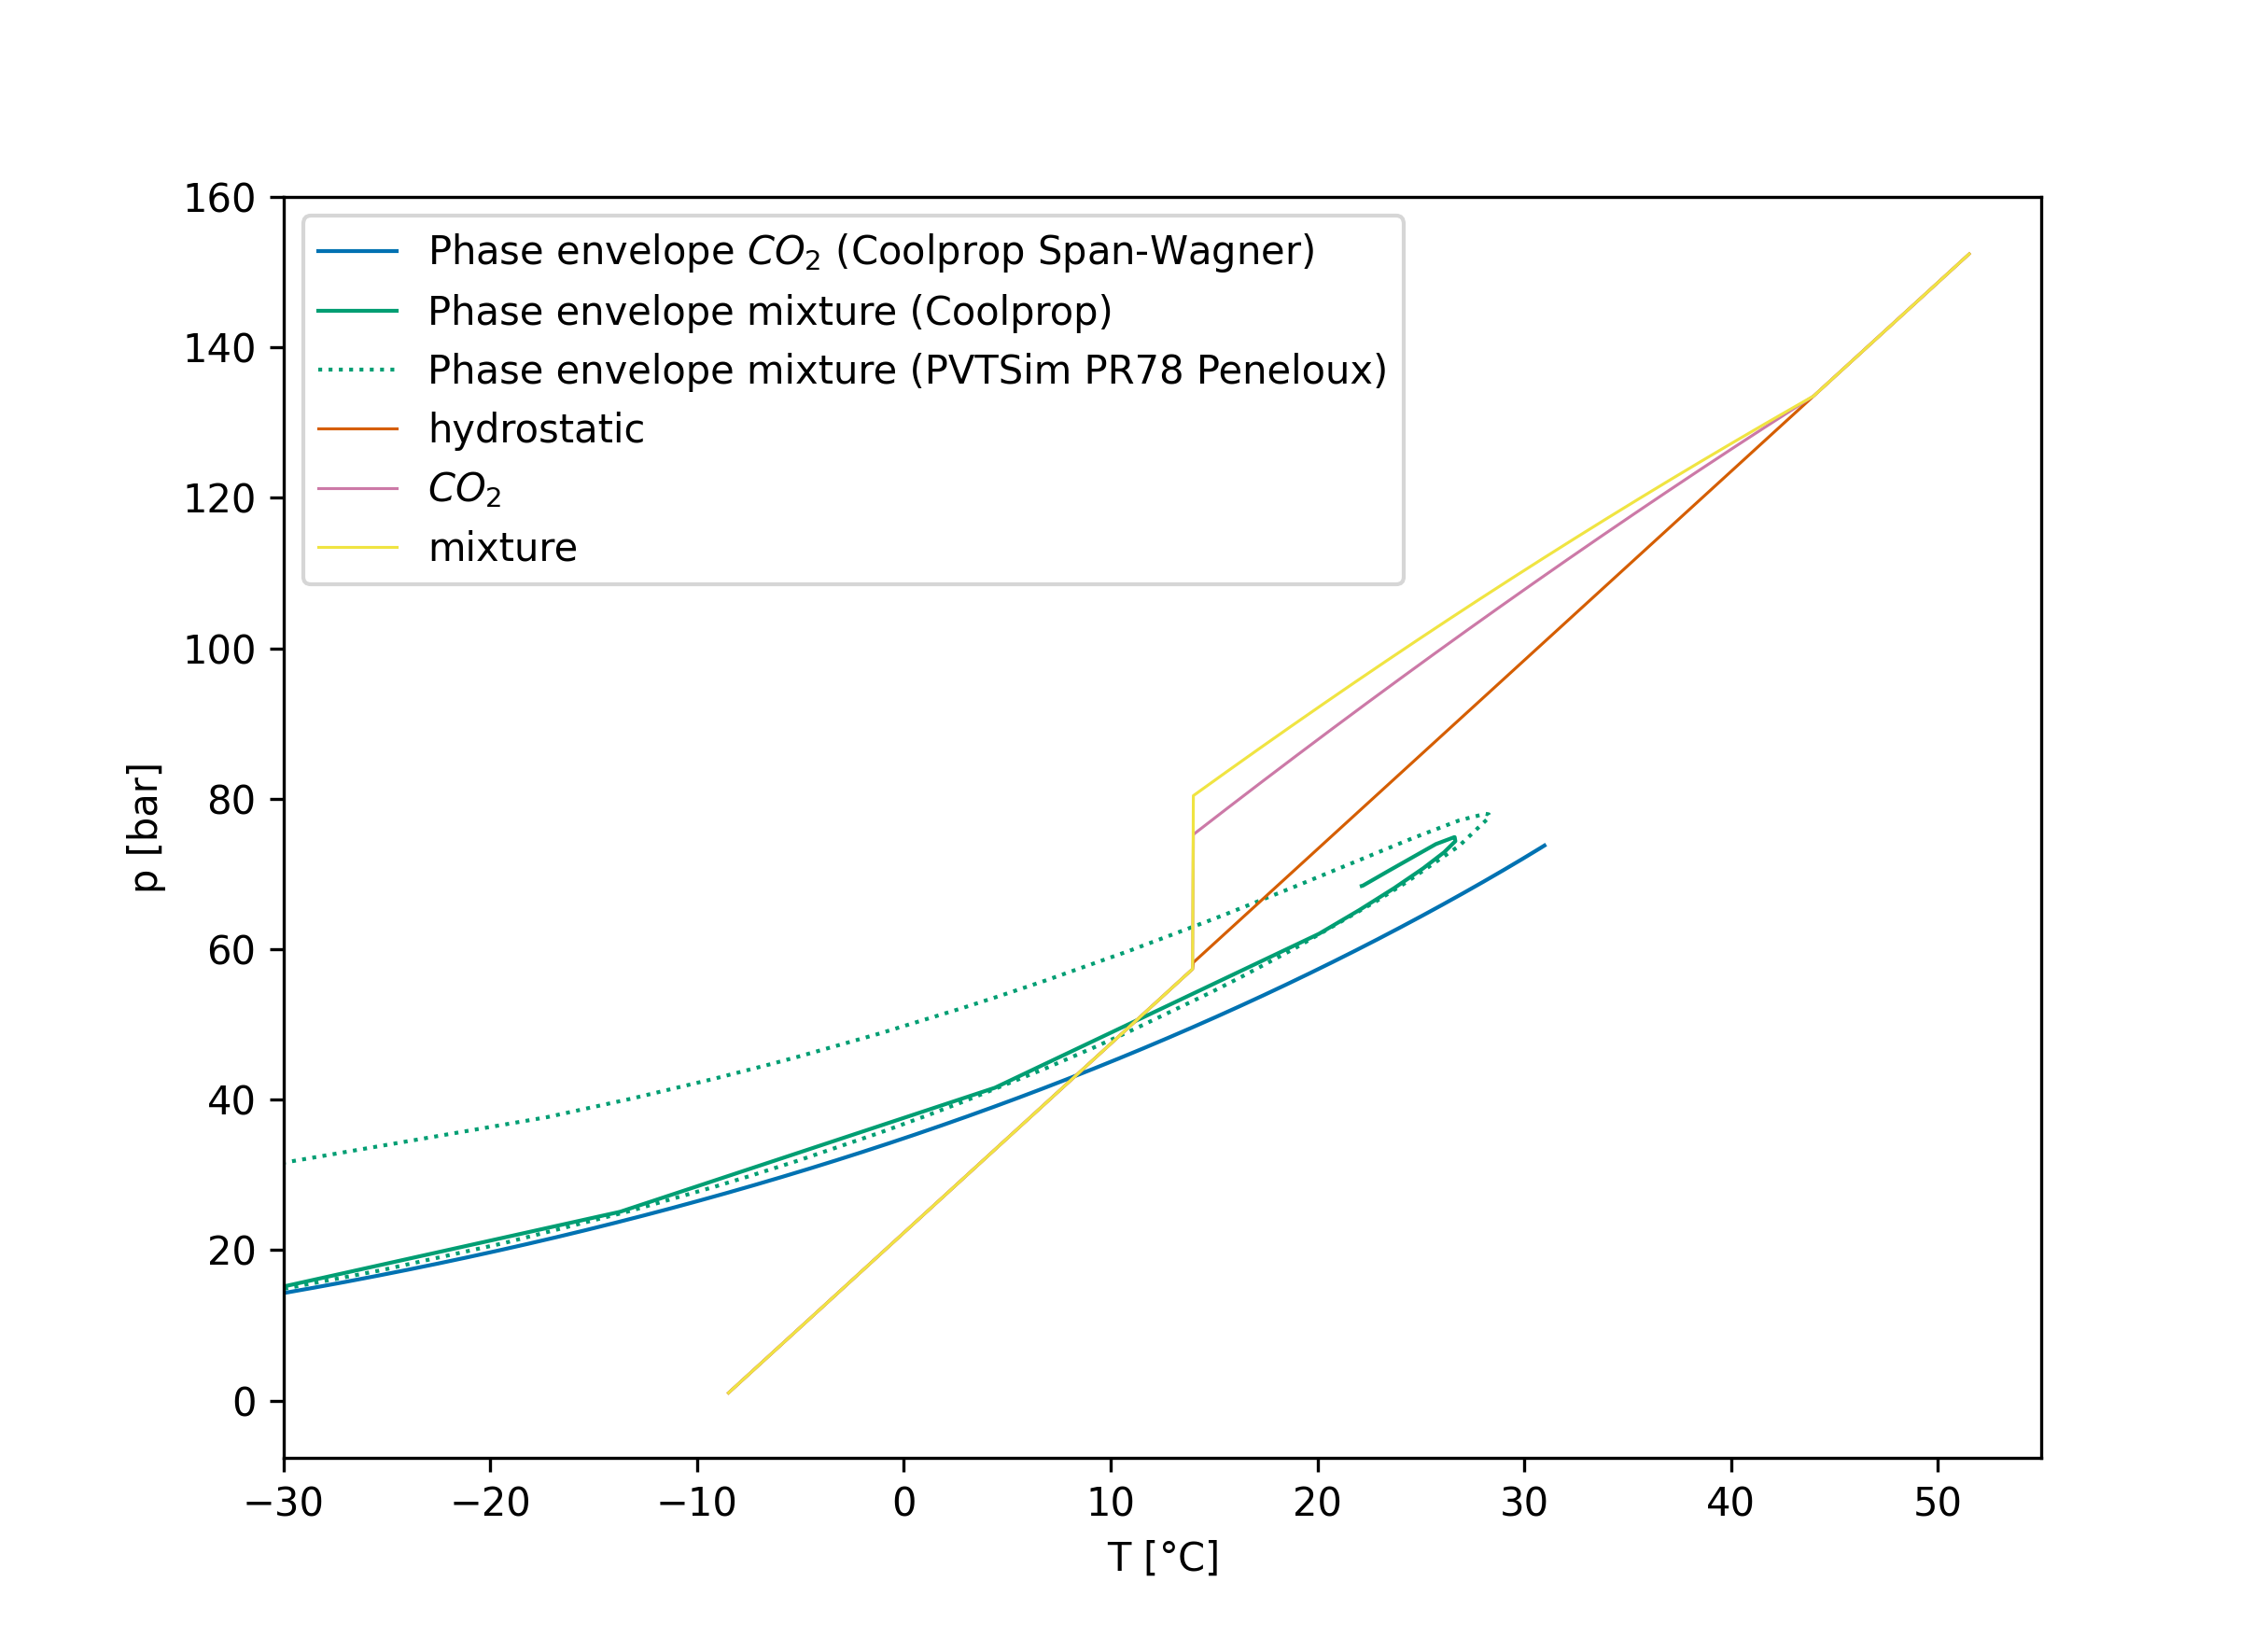 160
140
120
100
80
60
40
20
0
p [bar]
Phase envelope CO₂ (Coolprop Span-Wagner)
Phase envelope mixture (Coolprop)
Phase envelope mixture (PVTSim PR78 Peneloux)
hydrostatic
CO₂
mixture
−30 −20 −10 0 10 20 30 40 50
T [°C]